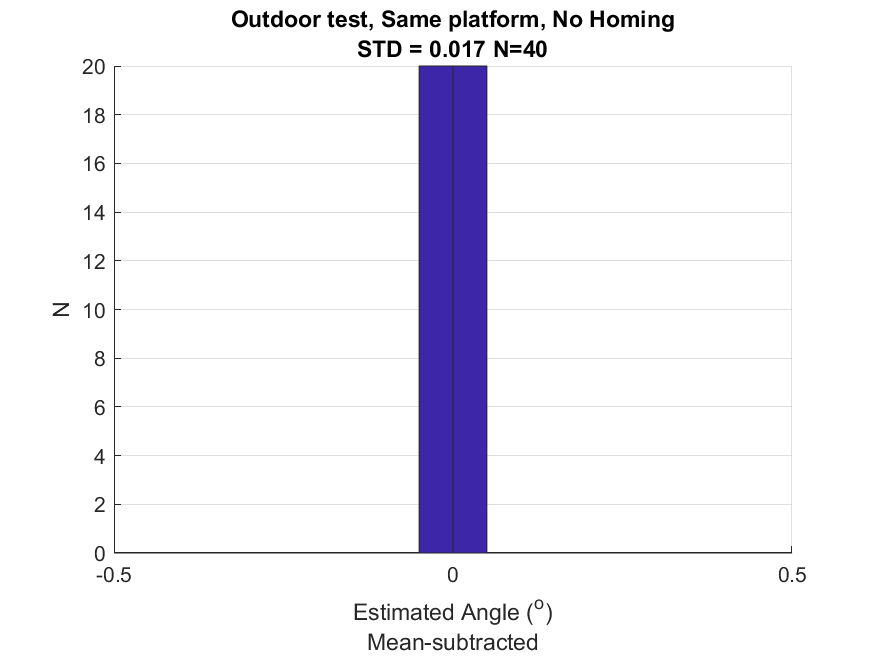 Outdoor test, Same platform, No Homing
STD = 0.017 N=40
20
18
16
14
12
10
8
6
4
2
0
N
-0.5
0
0.5
Estimated Angle (°)
Mean-subtracted